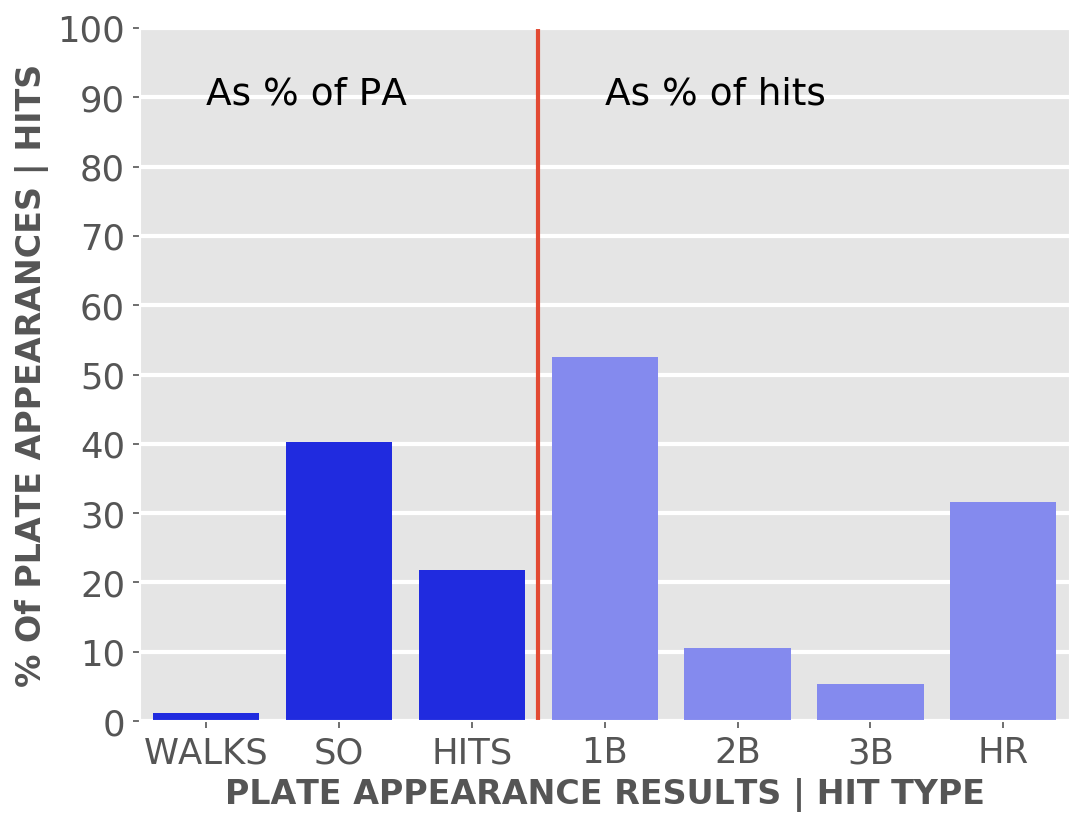 100
90
80
70
60
50
40
30
20
10
0
% Of PLATE APPEARANCES | HITS
As % of PA
As % of hits
WALKS SO HITS 1B 2B 3B HR
PLATE APPEARANCE RESULTS | HIT TYPE